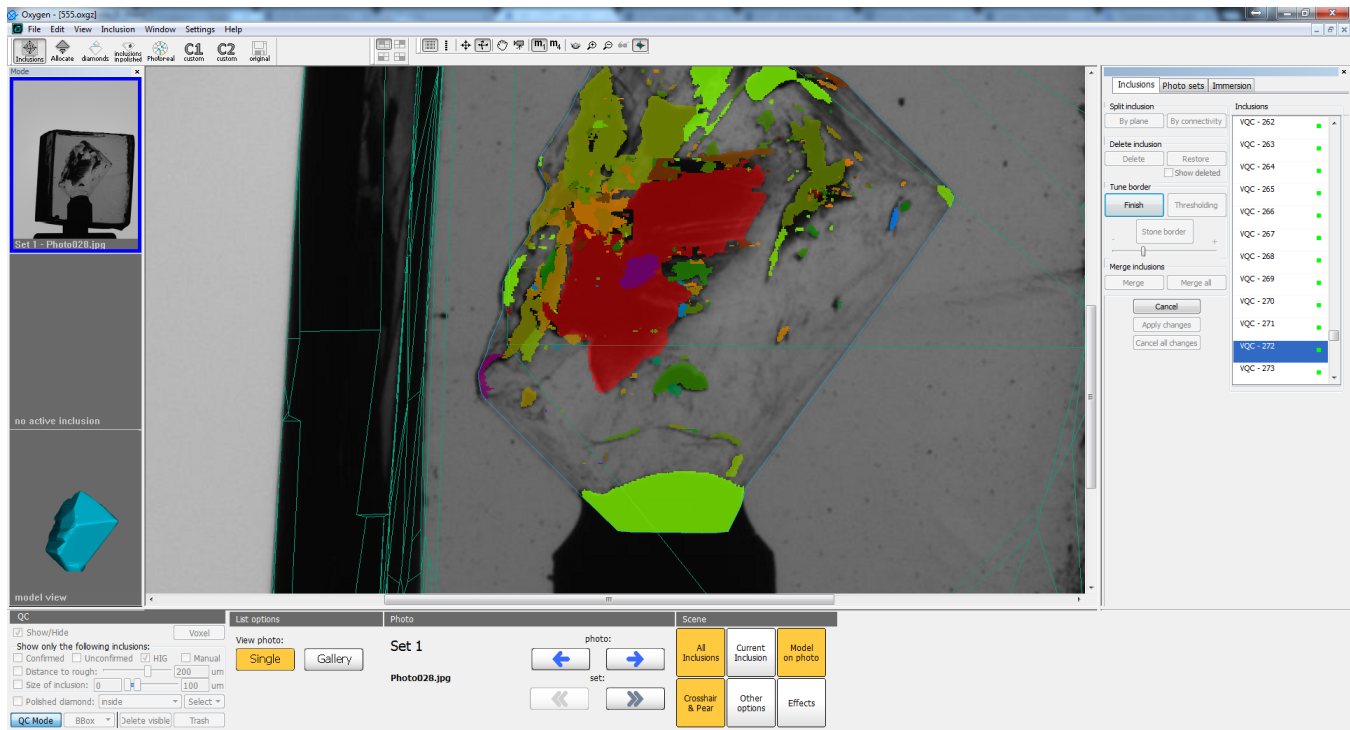 Oxygen - [555.oxgz]
File Edit View Inclusion Window Settings Help
Inclusions Allocate diamonds inclusions in polished Photoreal C1 custom C2 custom original
m1 m4
Mode
Set 1 - Photo028.jpg
no active inclusion
model view
Inclusions Photo sets Immersion
Split inclusion
By plane By connectivity
Delete inclusion
Delete Restore
Show deleted
Tune border
Finish Thresholding
Stone border
- +
Merge inclusions
Merge Merge all
Cancel
Apply changes
Cancel all changes
Inclusions
VQC - 262
VQC - 263
VQC - 264
VQC - 265
VQC - 266
VQC - 267
VQC - 268
VQC - 269
VQC - 270
VQC - 271
VQC - 272
VQC - 273
QC
Show/Hide Voxel
Show only the following inclusions:
Confirmed Unconfirmed HIG Manual
Distance to rough: 200 um
Size of inclusion: 0 100 um
Polished diamond: inside Select
QC Mode BBox Delete visible Trash
List options
View photo:
Single Gallery
Photo
Set 1
photo:
Photo028.jpg
set:
Scene
All Inclusions Current Inclusion Model on photo
Crosshair & Pear Other options Effects